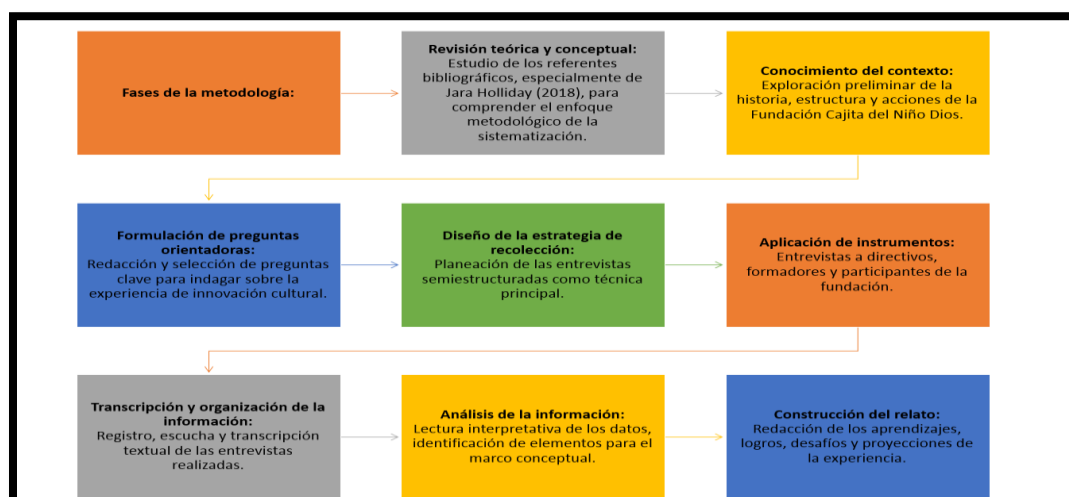 Fases de la metodología:
Revisión teórica y conceptual:
Estudio de los referentes
bibliográficos, especialmente de
Jara Holliday (2018), para
comprender el enfoque
metodológico de la
sistematización.
Conocimiento del contexto:
Exploración preliminar de la
historia, estructura y acciones de la
Fundación Cajita del Niño Dios.
Formulación de preguntas
orientadoras:
Redacción y selección de preguntas
clave para indagar sobre la
experiencia de innovación cultural.
Diseño de la estrategia de
recolección:
Planeación de las entrevistas
semiestructuradas como técnica
principal.
Aplicación de instrumentos:
Entrevistas a directivos,
formadores y participantes de la
fundación.
Transcripción y organización de la
información:
Registro, escucha y transcripción
textual de las entrevistas
realizadas.
Análisis de la información:
Lectura interpretativa de los datos,
identificación de elementos para el
marco conceptual.
Construcción del relato:
Redacción de los aprendizajes,
logros, desafíos y proyecciones de
la experiencia.